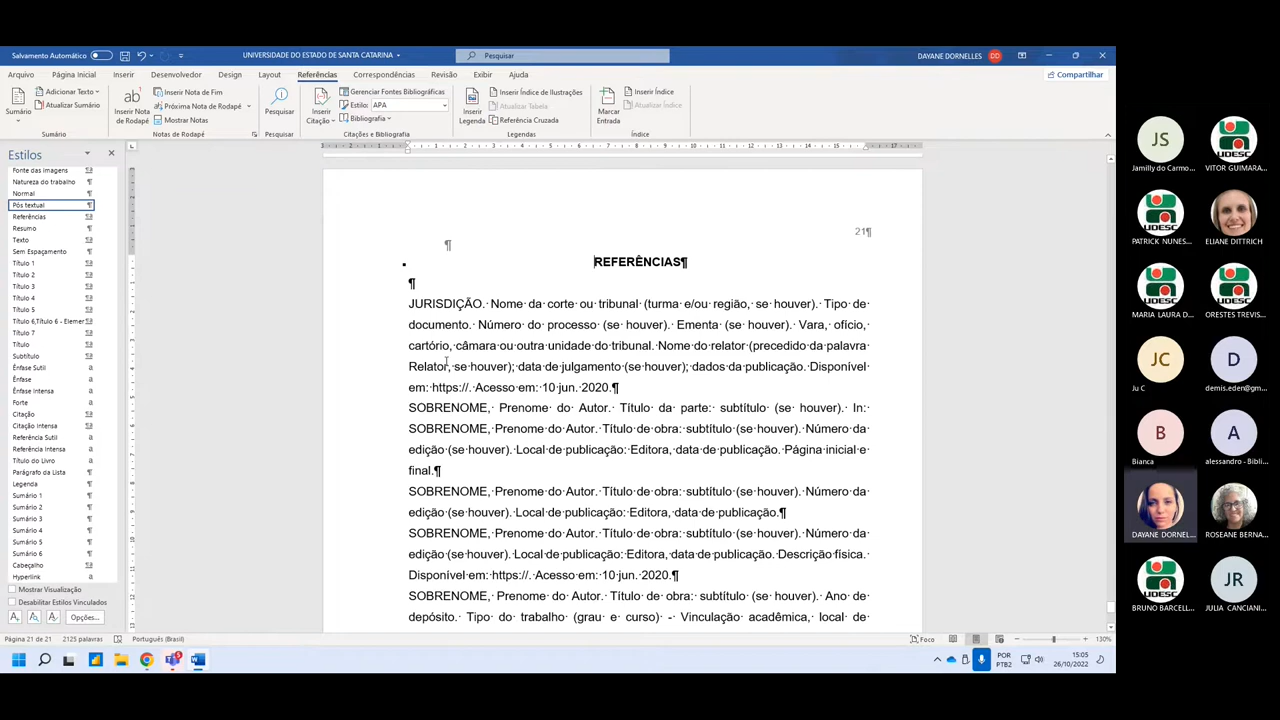 Salvamento Automático
UNIVERSIDADE DO ESTADO DE SANTA CATARINA
Pesquisar
DAYANE DORNELLES
DD
Arquivo
Página Inicial
Inserir
Desenvolvedor
Design
Layout
Referências
Correspondências
Revisão
Exibir
Ajuda
Compartilhar
Sumário
Adicionar Texto
Atualizar Sumário
Sumário
ab
Inserir Nota de Rodapé
Inserir Nota de Fim
Próxima Nota de Rodapé
Mostrar Notas
Notas de Rodapé
Pesquisar
Pesquisar
Inserir Citação
Gerenciar Fontes Bibliográficas
Estilo: APA
Bibliografia
Citações e Bibliografia
Inserir Legenda
Inserir Índice de Ilustrações
Atualizar Tabela
Referência Cruzada
Legendas
Marcar Entrada
Inserir Índice
Atualizar Índice
Índice
Estilos
Fonte das imagens
Natureza do trabalho
Normal
Pós textual
Referências
Resumo
Texto
Sem Espaçamento
Título 1
Título 2
Título 3
Título 4
Título 5
Título 6,Título 6 - Elemer
Título 7
Título
Subtítulo
Ênfase Sutil
Ênfase
Ênfase Intensa
Forte
Citação
Citação Intensa
Referência Sutil
Referência Intensa
Título do Livro
Parágrafo da Lista
Legenda
Sumário 1
Sumário 2
Sumário 3
Sumário 4
Sumário 5
Sumário 6
Cabeçalho
Hyperlink
Mostrar Visualização
Desabilitar Estilos Vinculados
Opções...
21¶
¶
REFERÊNCIAS¶
¶
JURISDIÇÃO. Nome da corte ou tribunal (turma e/ou região, se houver). Tipo de
documento. Número do processo (se houver). Ementa (se houver). Vara, ofício,
cartório, câmara ou outra unidade do tribunal. Nome do relator (precedido da palavra
Relator, se houver); data de julgamento (se houver); dados da publicação. Disponível
em: https://. Acesso em: 10 jun. 2020.¶
SOBRENOME, Prenome do Autor. Título da parte: subtítulo (se houver). In:
SOBRENOME, Prenome do Autor. Título de obra: subtítulo (se houver). Número da
edição (se houver). Local de publicação: Editora, data de publicação. Página inicial e
final.¶
SOBRENOME, Prenome do Autor. Título de obra: subtítulo (se houver). Número da
edição (se houver). Local de publicação: Editora, data de publicação.¶
SOBRENOME, Prenome do Autor. Título de obra: subtítulo (se houver). Número da
edição (se houver). Local de publicação: Editora, data de publicação. Descrição física.
Disponível em: https://. Acesso em: 10 jun. 2020.¶
SOBRENOME, Prenome do Autor. Título de obra: subtítulo (se houver). Ano de
depósito. Tipo do trabalho (grau e curso) - Vinculação acadêmica, local de
Página 21 de 21
2125 palavras
Português (Brasil)
Foco
130%
POR
PTB2
15:05
26/10/2022
JS
Jamilly do Carmo...
UDESC
VITOR GUIMARA...
UDESC
PATRICK NUNES...
ELIANE DITTRICH
UDESC
MARIA LAURA D...
UDESC
ORESTES TREVIS...
JC
Ju C
D
demis.eden@gm...
B
Bianca
A
alessandro - Bibli...
DAYANE DORNEL...
ROSEANE BERNA...
UDESC
BRUNO BARCELL...
JR
JULIA CANCIANI...